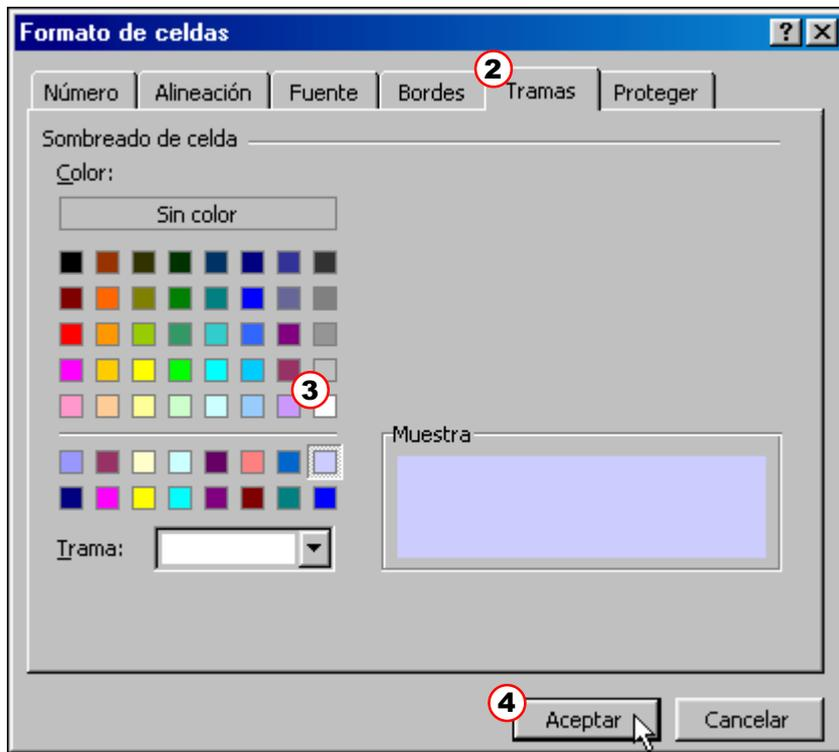 Formato de celdas ?
2
Número Alineación Fuente Bordes Tramas Proteger
Sombreado de celda
Color:
Sin color
3
Muestra
Trama:
4
Aceptar Cancelar